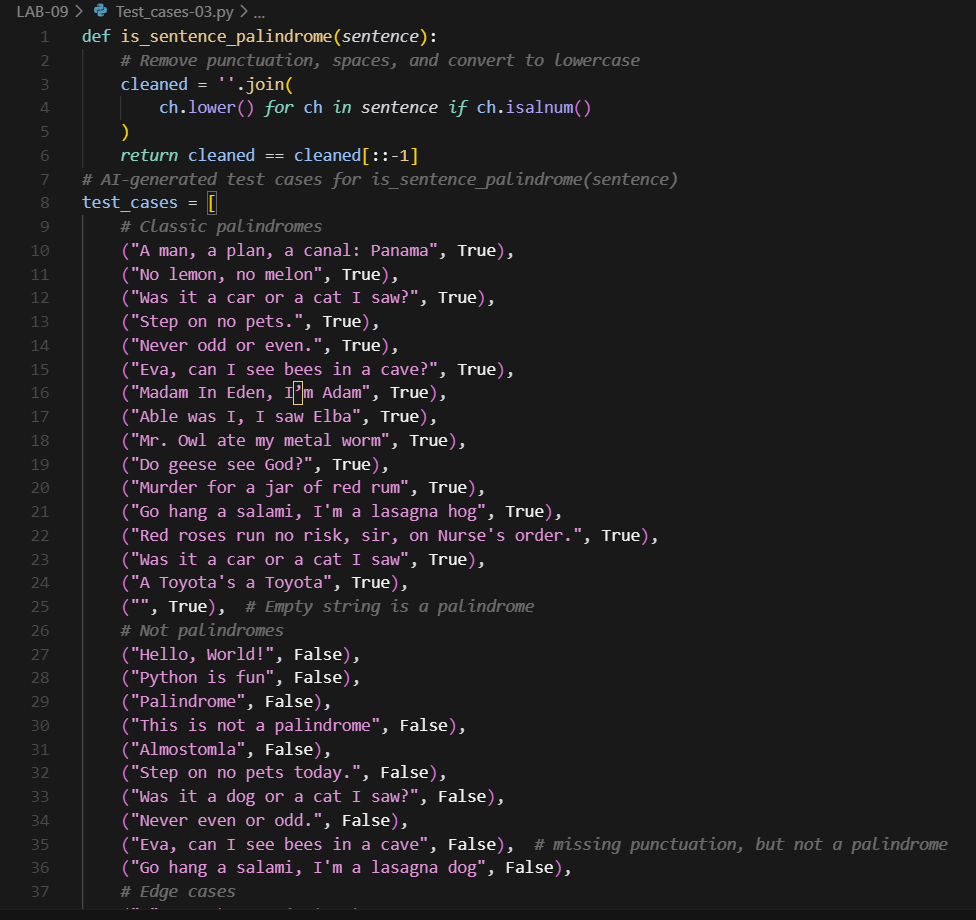 LAB-09 > Test_cases-03.py > ...
1 def is_sentence_palindrome(sentence):
2     # Remove punctuation, spaces, and convert to lowercase
3     cleaned = ''.join(
4         ch.lower() for ch in sentence if ch.isalnum()
5     )
6     return cleaned == cleaned[::-1]
7 # AI-generated test cases for is_sentence_palindrome(sentence)
8 test_cases = [
9     # Classic palindromes
10     ("A man, a plan, a canal: Panama", True),
11     ("No lemon, no melon", True),
12     ("Was it a car or a cat I saw?", True),
13     ("Step on no pets.", True),
14     ("Never odd or even.", True),
15     ("Eva, can I see bees in a cave?", True),
16     ("Madam In Eden, I’m Adam", True),
17     ("Able was I, I saw Elba", True),
18     ("Mr. Owl ate my metal worm", True),
19     ("Do geese see God?", True),
20     ("Murder for a jar of red rum", True),
21     ("Go hang a salami, I'm a lasagna hog", True),
22     ("Red roses run no risk, sir, on Nurse's order.", True),
23     ("Was it a car or a cat I saw", True),
24     ("A Toyota's a Toyota", True),
25     ("", True),  # Empty string is a palindrome
26     # Not palindromes
27     ("Hello, World!", False),
28     ("Python is fun", False),
29     ("Palindrome", False),
30     ("This is not a palindrome", False),
31     ("Almostomla", False),
32     ("Step on no pets today.", False),
33     ("Was it a dog or a cat I saw?", False),
34     ("Never even or odd.", False),
35     ("Eva, can I see bees in a cave", False),  # missing punctuation, but not a palindrome
36     ("Go hang a salami, I'm a lasagna dog", False),
37     # Edge cases